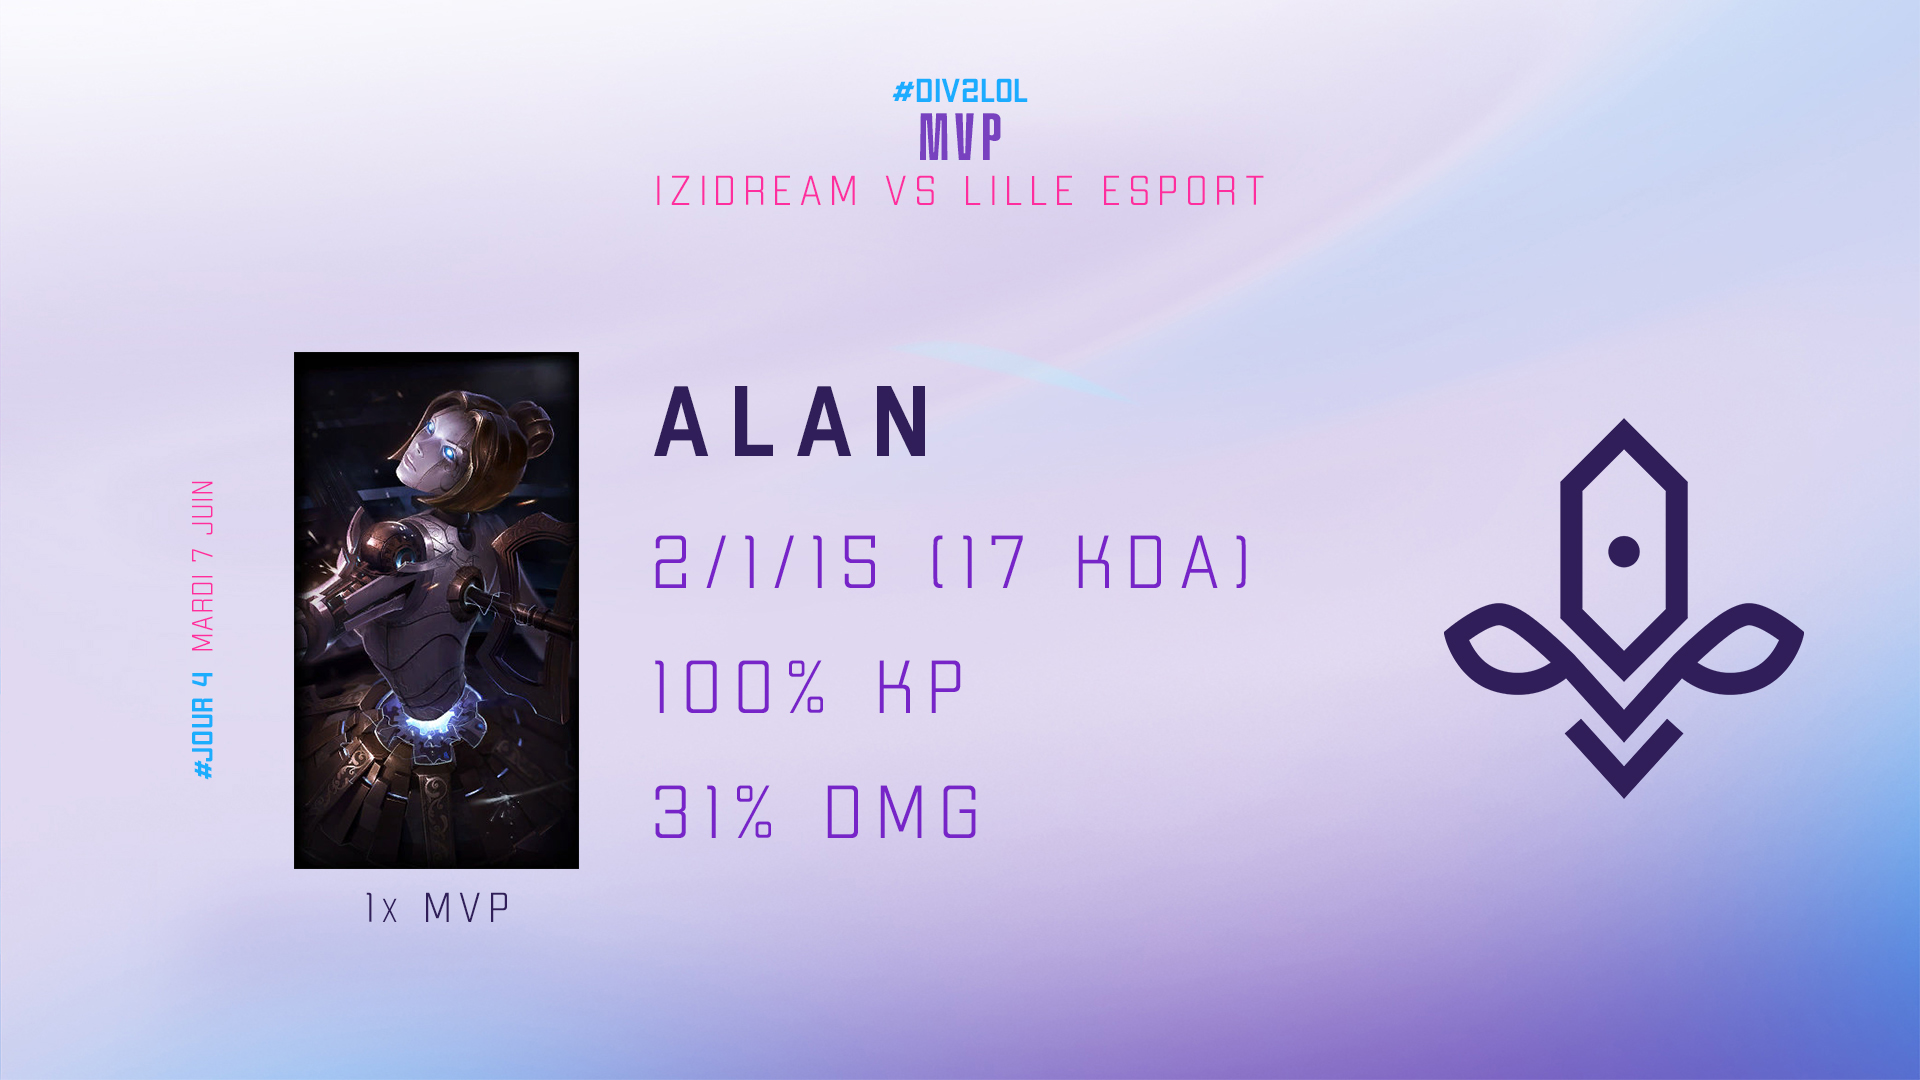 #DIV2LOL
MVP
IZIDREAM VS LILLE ESPORT
#JOUR 4 MARDI 7 JUIN
ALAN
2/1/15 (17 KDA)
100% KP
31% DMG
1x MVP